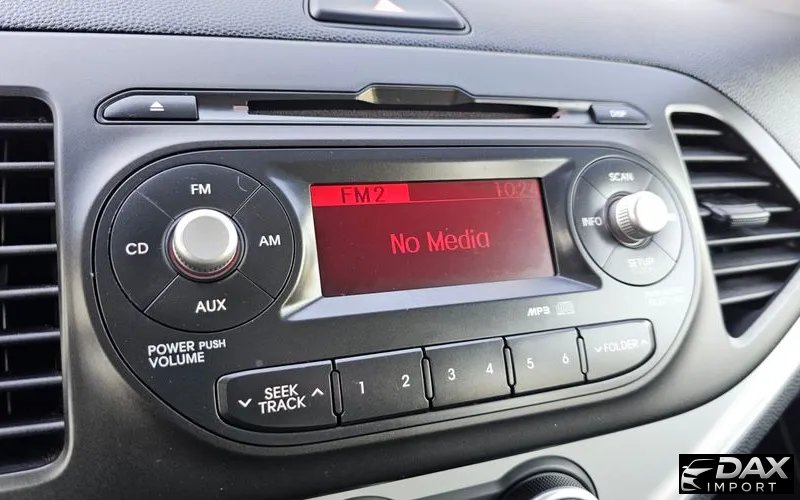 DISP
FM2 10:24
No Media
FM
CD
AM
AUX
POWER PUSH
VOLUME
SCAN
INFO
SETUP
MP3
SEEK
TRACK
1 2 3 4 5 6
FOLDER
DAX
IMPORT